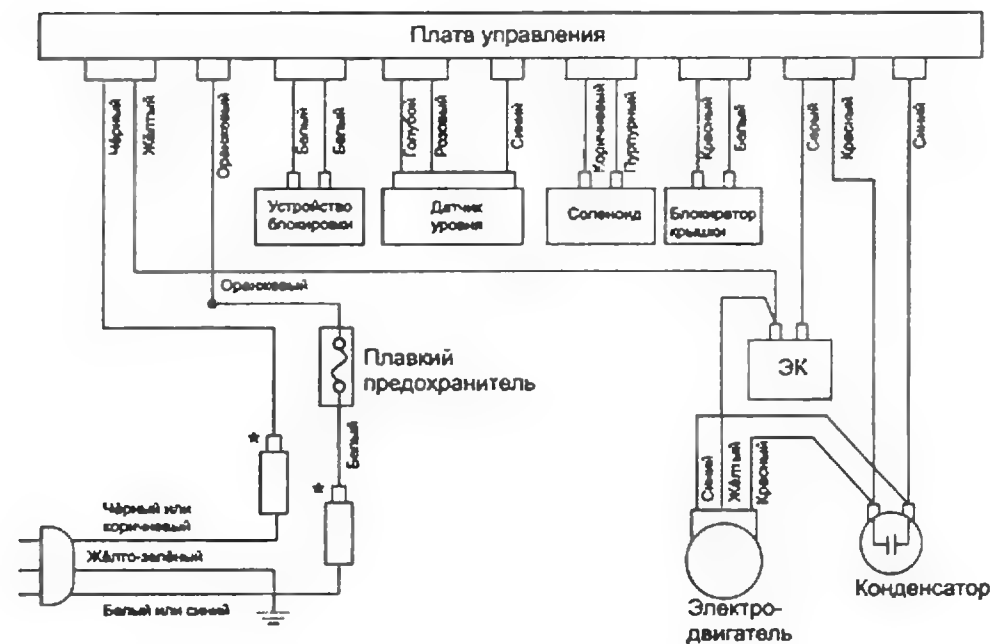 Плата управления
Чёрный
Жёлтый
Оранжовый
Белый
Белый
Голубой
Розовый
Синий
Коричневый
Пурпурный
Красный
Белый
Серый
Красный
Синий
Устройство
блокировки
Датчик
уровня
Соленоид
Блокиратор
крышки
Оранжевый
Плавкий
предохранитель
ЭК
Белый
Синий
Жёлтый
Красный
Чёрный или
коричневый
Жёлто-зелёный
Белый или синий
Электро-
двигатель
Конденсатор